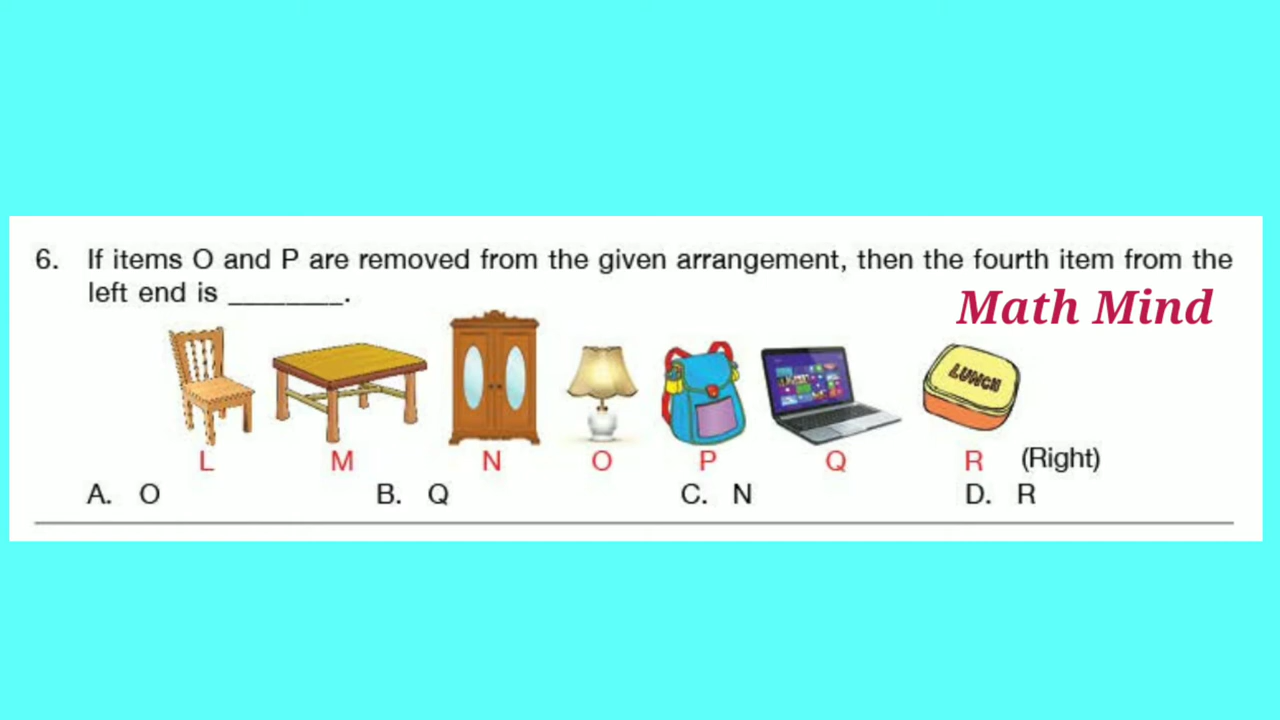 6. If items O and P are removed from the given arrangement, then the fourth item from the
left end is ________.
Math Mind
LUNCH
L M N O P Q R (Right)
A. O B. Q C. N D. R